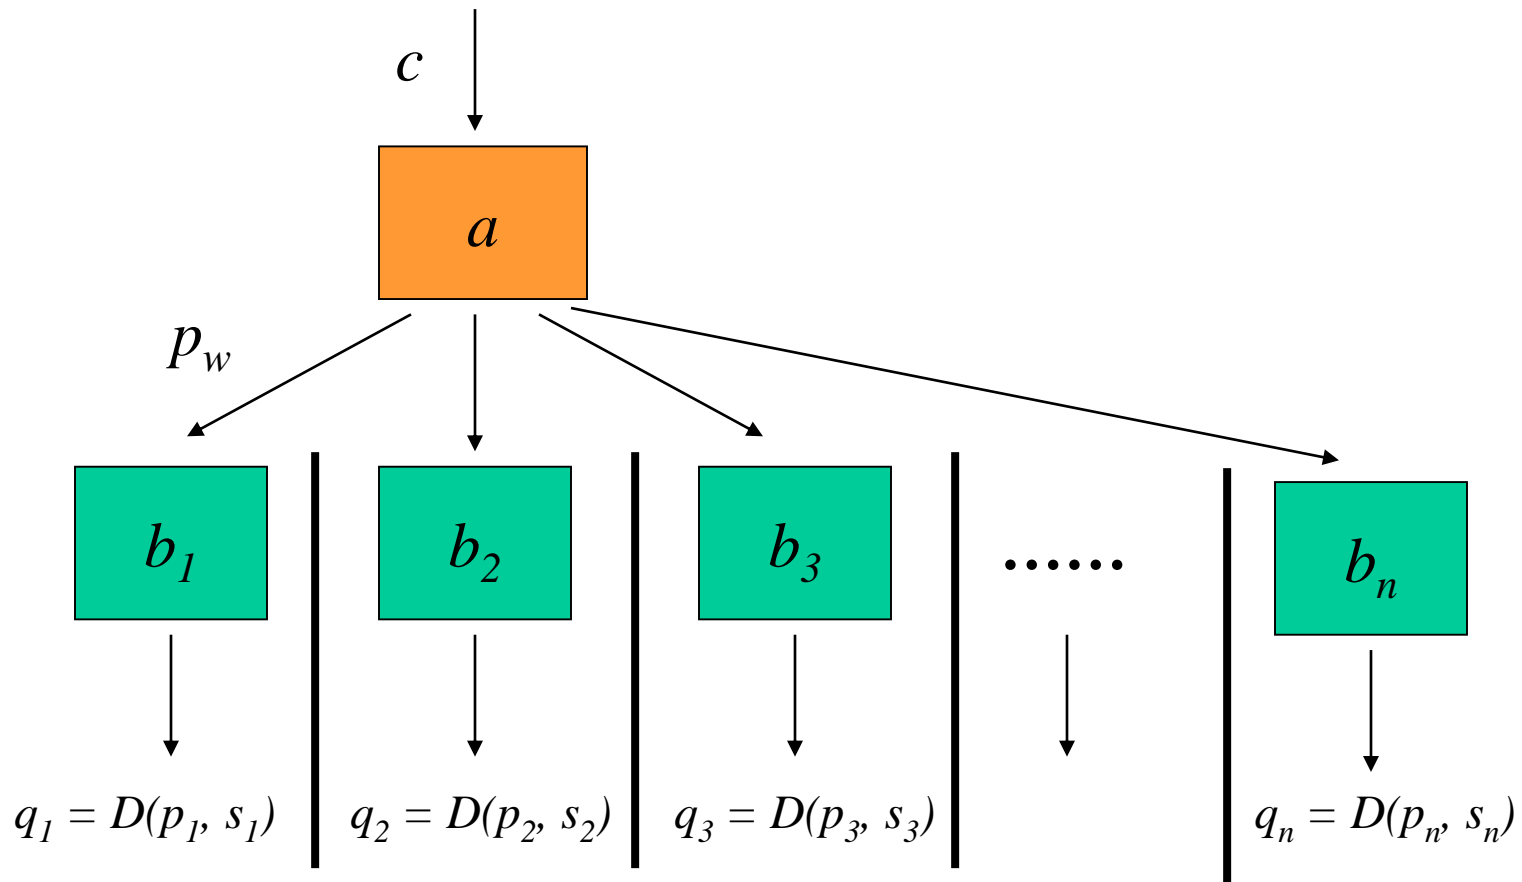 c
a
p_w
b_1
b_2
b_3
......
b_n
q_1 = D(p_1, s_1)
q_2 = D(p_2, s_2)
q_3 = D(p_3, s_3)
q_n = D(p_n, s_n)